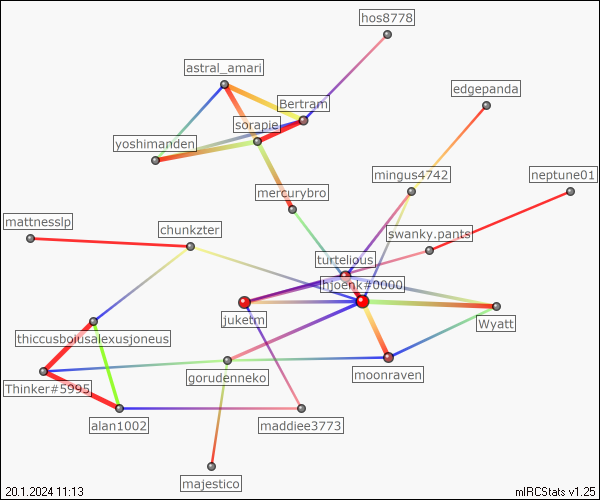 hos8778
astral_amari
edgepanda
Bertram
sorapie
yoshimanden
mingus4742
neptune01
mercurybro
mattnesslp
chunkzter
swanky.pants
turtelious
hjoenk#0000
juketm
Wyatt
thiccusboiusalexusjoneus
gorudenneko
moonraven
Thinker#5995
alan1002
maddiee3773
majestico
20.1.2024 11:13
mIRCStats v1.25